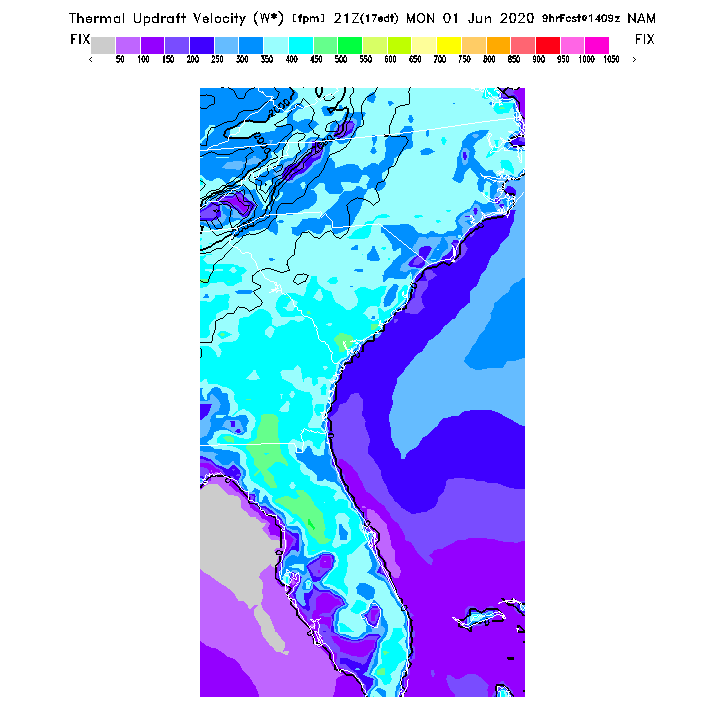 Thermal Updraft Velocity (W*) [fpm] 21Z(17edt) MON 01 Jun 2020 9hrFcst@1409z NAM
FIX FIX
< 50 100 150 200 250 300 350 400 450 500 550 600 650 700 750 800 850 900 950 1000 1050 >